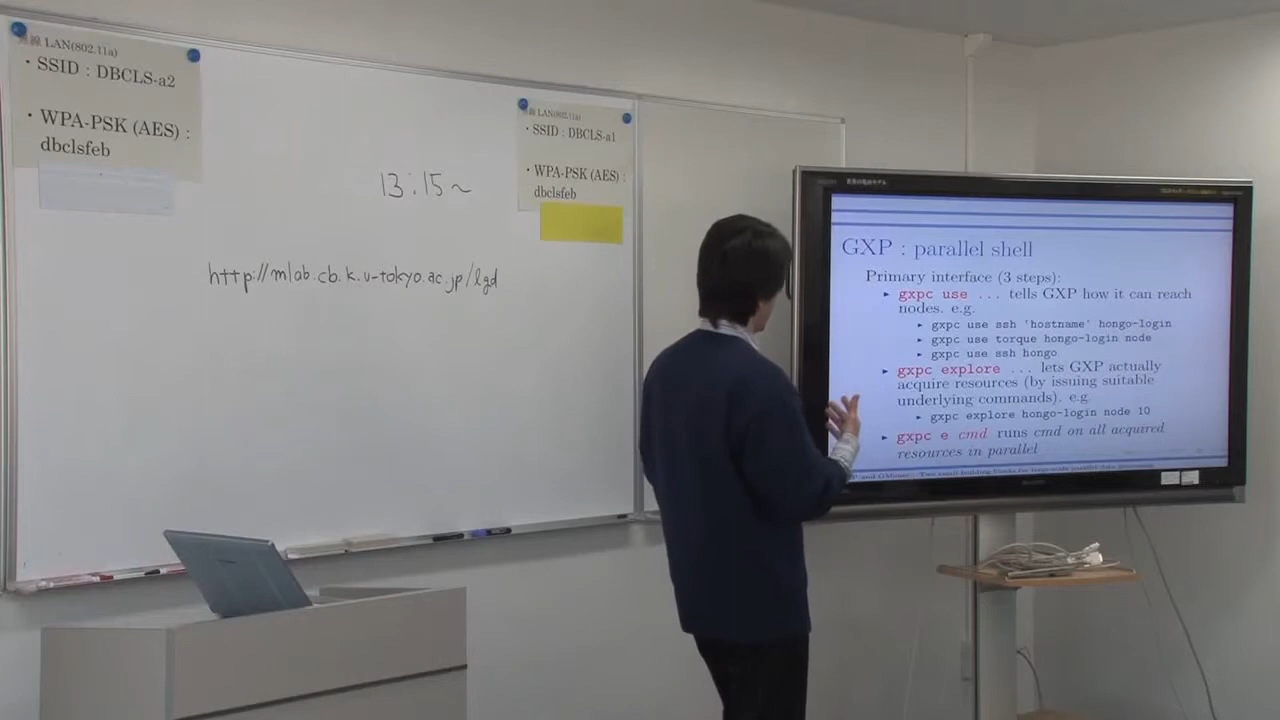 LAN(802.11a)
・SSID : DBCLS-a2
・WPA-PSK (AES) :
dbclsfeb
LAN(802.11a)
・SSID : DBCLS-a1
・WPA-PSK (AES) :
dbclsfeb
13:15～
http://mlab.cb.k.u-tokyo.ac.jp/lgd
GXP : parallel shell
Primary interface (3 steps):
gxpc use ... tells GXP how it can reach
nodes. e.g.
gxpc use ssh 'hostname' hongo-login
gxpc use torque hongo-login node
gxpc use ssh hongo
gxpc explore ... lets GXP actually
acquire resources (by issuing suitable
underlying commands). e.g.
gxpc explore hongo-login node 10
gxpc e cmd runs cmd on all acquired
resources in parallel